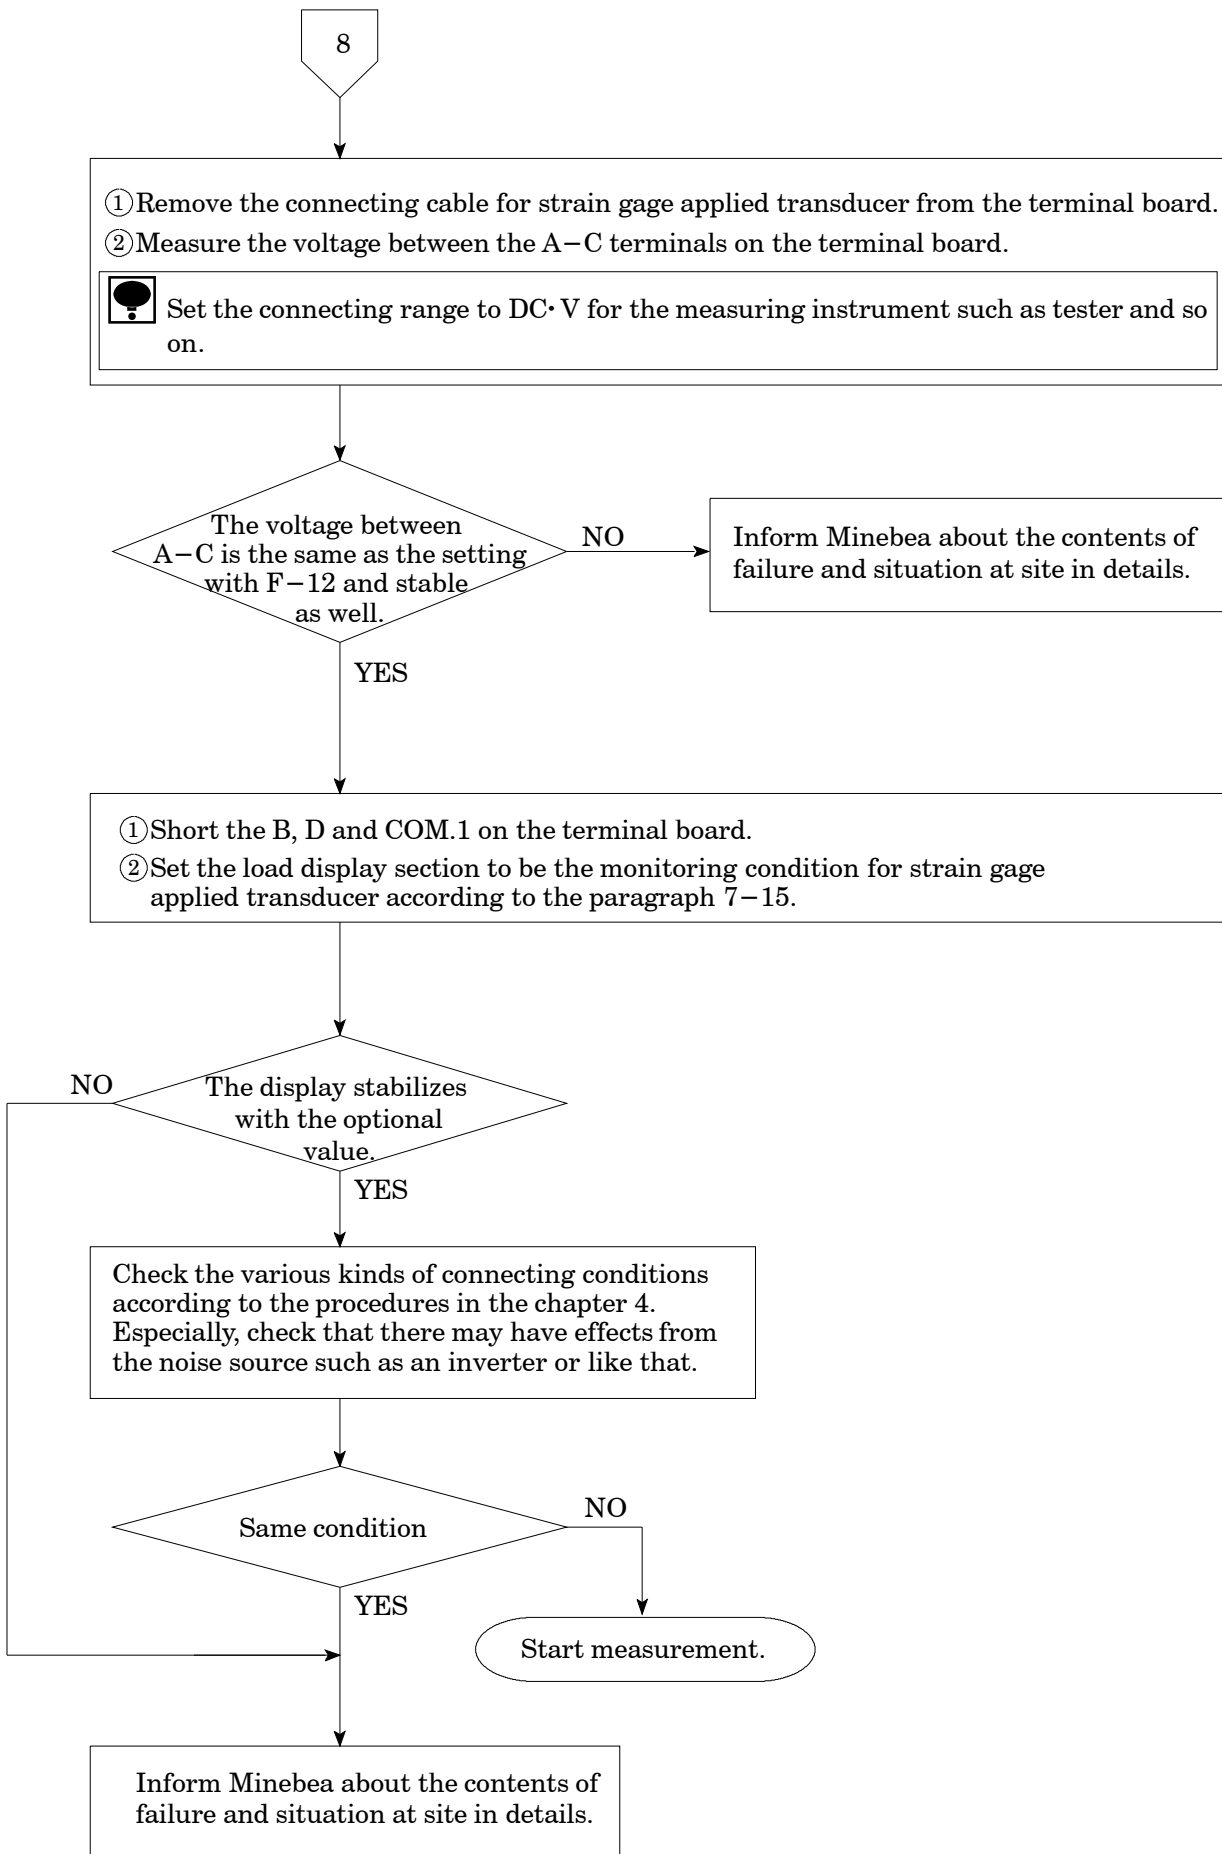 8
①Remove the connecting cable for strain gage applied transducer from the terminal board.
②Measure the voltage between the A−C terminals on the terminal board.
Set the connecting range to DC·V for the measuring instrument such as tester and so
on.
The voltage between
A−C is the same as the setting
with F−12 and stable
as well.
NO
Inform Minebea about the contents of
failure and situation at site in details.
YES
①Short the B, D and COM.1 on the terminal board.
②Set the load display section to be the monitoring condition for strain gage
applied transducer according to the paragraph 7−15.
NO
The display stabilizes
with the optional
value.
YES
Check the various kinds of connecting conditions
according to the procedures in the chapter 4.
Especially, check that there may have effects from
the noise source such as an inverter or like that.
Same condition
NO
YES
Start measurement.
Inform Minebea about the contents of
failure and situation at site in details.